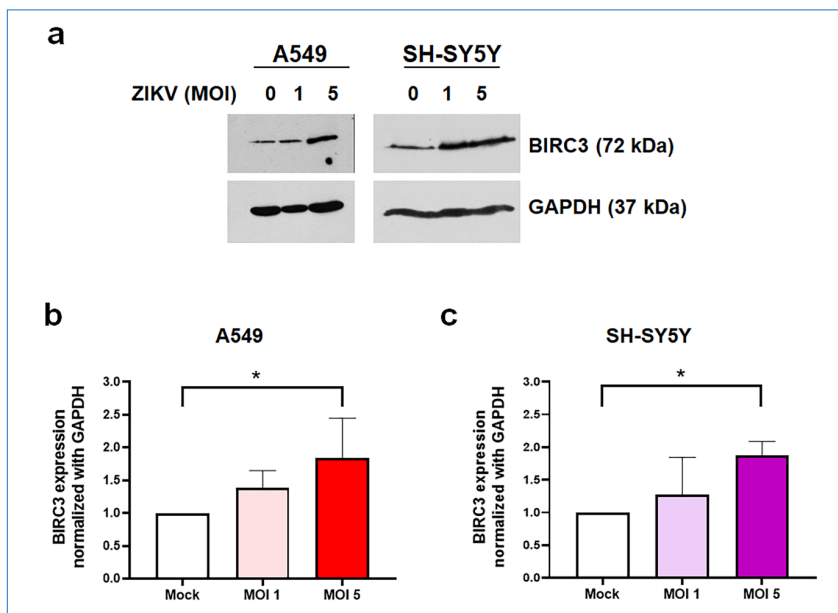 a
A549 SH-SY5Y
ZIKV (MOI) 0 1 5 0 1 5
BIRC3 (72 kDa)
GAPDH (37 kDa)
b
A549
BIRC3 expression
normalized with GAPDH
3.0
2.5
2.0
1.5
1.0
0.5
0.0
*
Mock MOI 1 MOI 5
c
SH-SY5Y
BIRC3 expression
normalized with GAPDH
3.0
2.5
2.0
1.5
1.0
0.5
0.0
*
Mock MOI 1 MOI 5